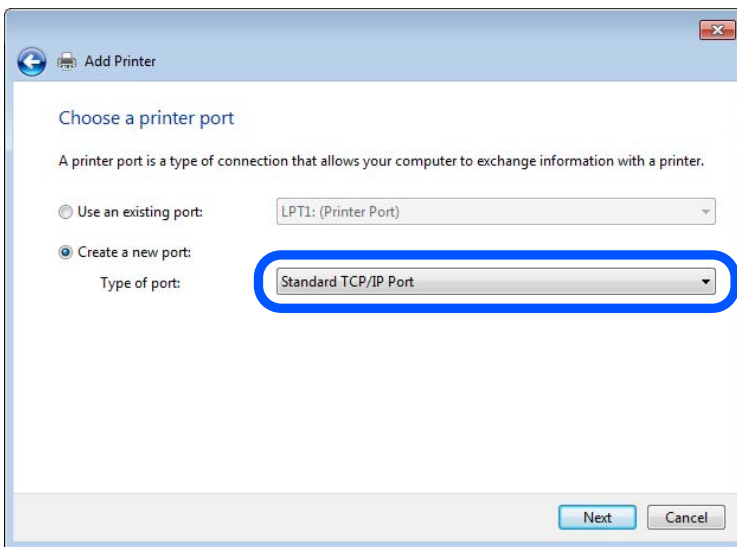 Add Printer
Choose a printer port
A printer port is a type of connection that allows your computer to exchange information with a printer.
Use an existing port: LPT1: (Printer Port)
Create a new port:
Type of port: Standard TCP/IP Port
Next Cancel